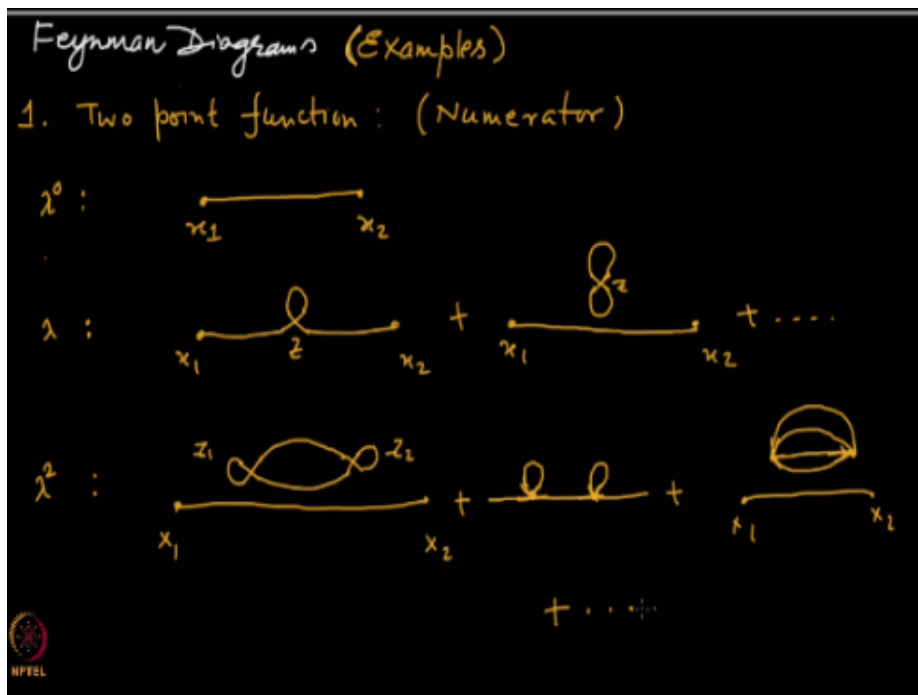 Feynman Diagrams (Examples)
1. Two point function : (Numerator)
λ⁰ :
x₁ x₂
λ : x₁ z x₂ + z x₁ x₂ + ....
λ² : z₁ z₂ x₁ x₂ + + x₁ x₂
+ ....
NPTEL